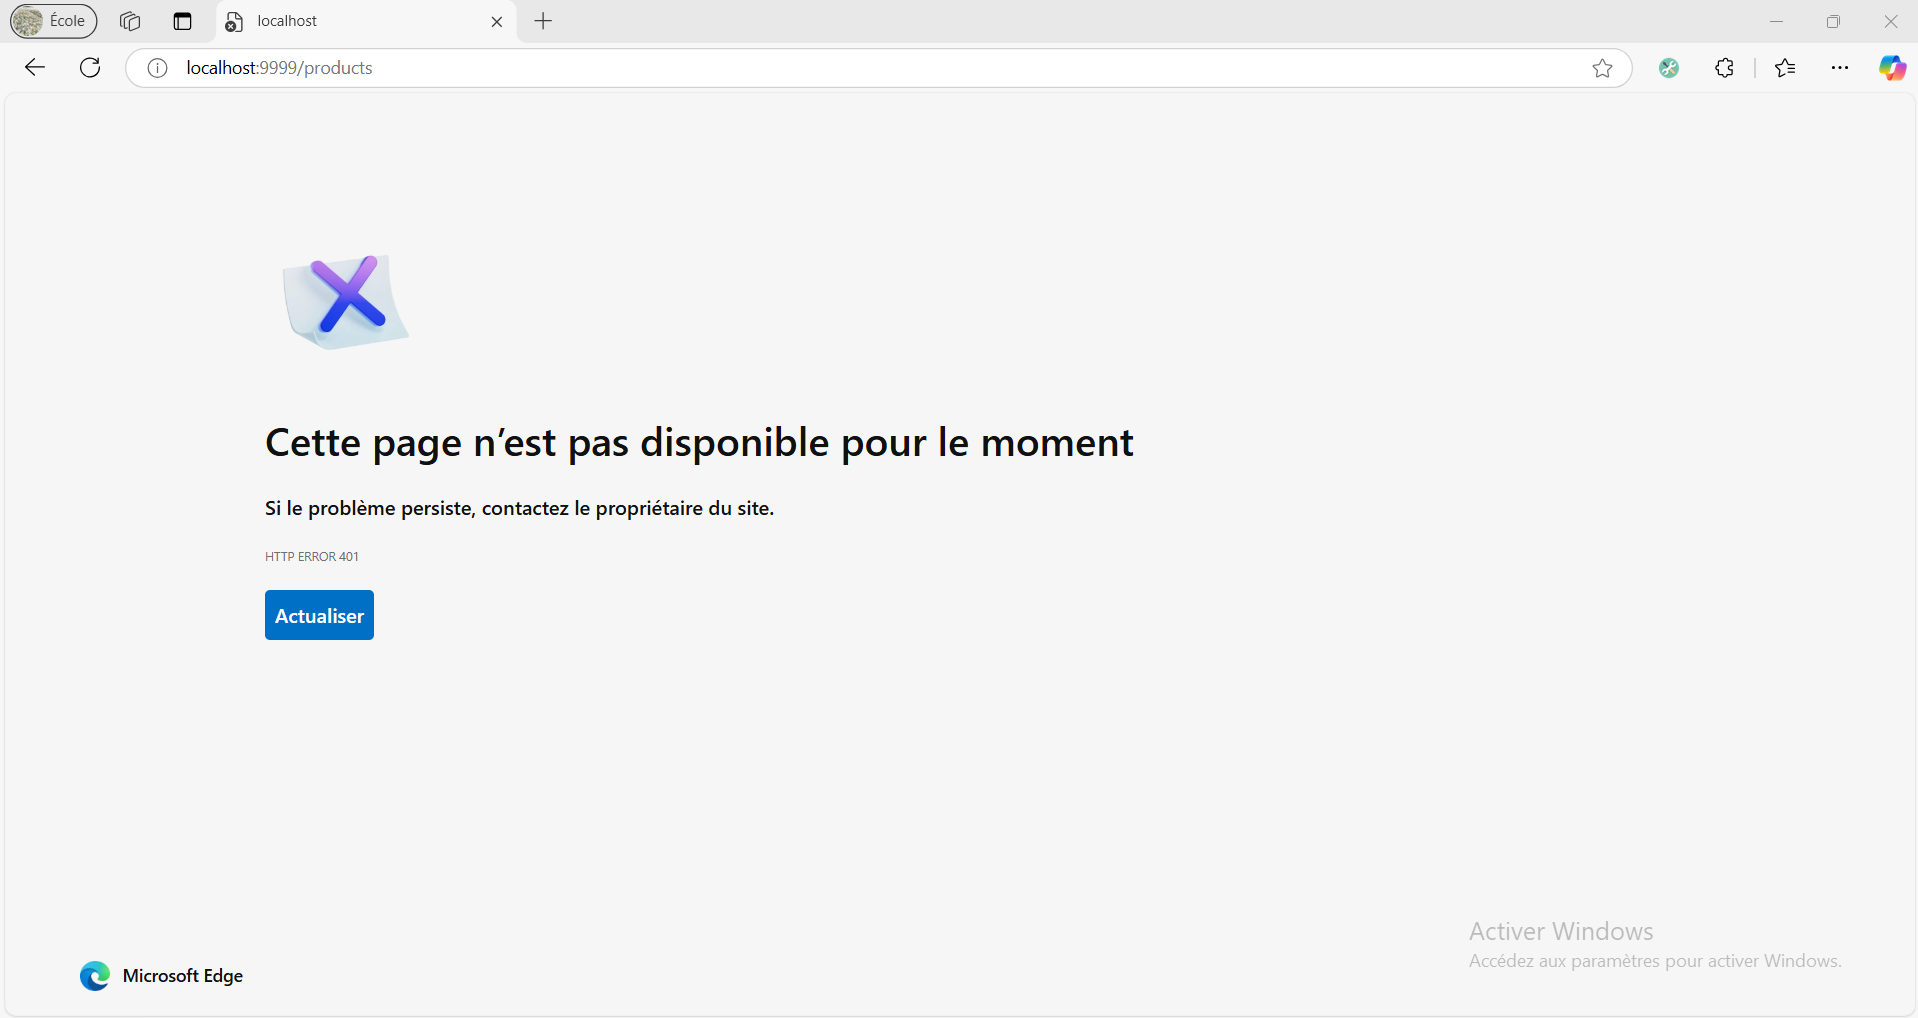 École
localhost
localhost:9999/products
Cette page n’est pas disponible pour le moment
Si le problème persiste, contactez le propriétaire du site.
HTTP ERROR 401
Actualiser
Activer Windows
Accédez aux paramètres pour activer Windows.
Microsoft Edge